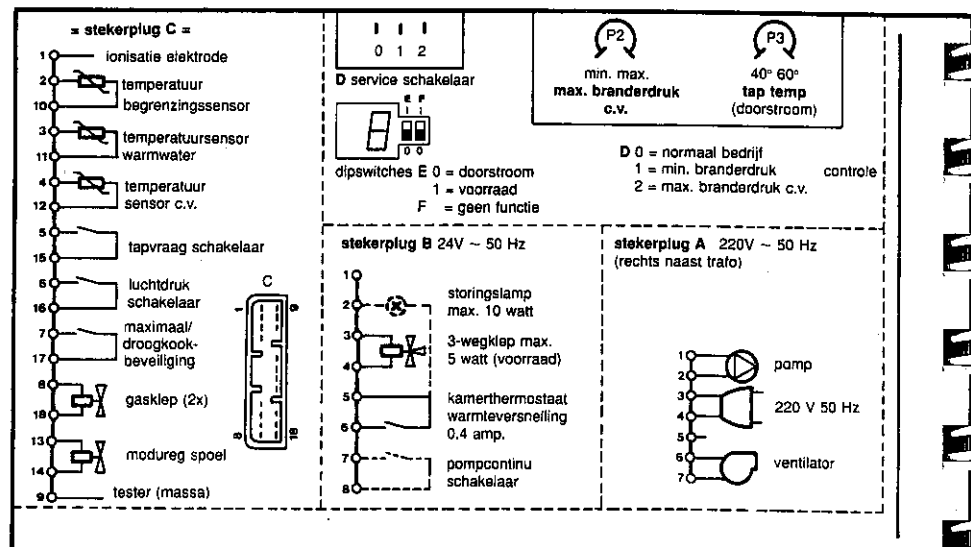 = stekerplug C =
1 ionisatie elektrode
2 temperatuur
10 begrenzingssensor
3 temperatuursensor
11 warmwater
4 temperatuur
12 sensor c.v.
5
15 tapvraag schakelaar
6 luchtdruk
16 schakelaar
7 maximaal/
droogkook-
17 beveiliging
8
18 gasklep (2x)
13
14 modureg spoel
9 tester (massa)
C
1 9
8 18
0 1 2
D service schakelaar
E F
1 1
0 0
dipswitches E 0 = doorstroom
1 = voorraad
F = geen functie
P2
min. max.
max. branderdruk
c.v.
P3
40° 60°
tap temp
(doorstroom)
D 0 = normaal bedrijf
1 = min. branderdruk controle
2 = max. branderdruk c.v.
stekerplug B 24V ~ 50 Hz
1
2 storingslamp
max. 10 watt
3 3-wegklep max.
4 5 watt (voorraad)
5 kamerthermostaat
warmteversnelling
6 0,4 amp.
7 pompcontinu
8 schakelaar
stekerplug A 220V ~ 50 Hz
(rechts naast trafo)
1
2 pomp
3
4 220 V 50 Hz
5
6
7 ventilator